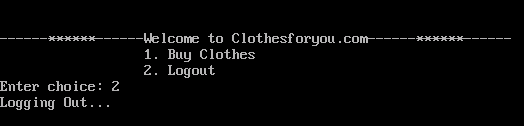 ------××××××------Welcome to Clothesforyou.com------××××××------
1. Buy Clothes
2. Logout
Enter choice: 2
Logging Out...